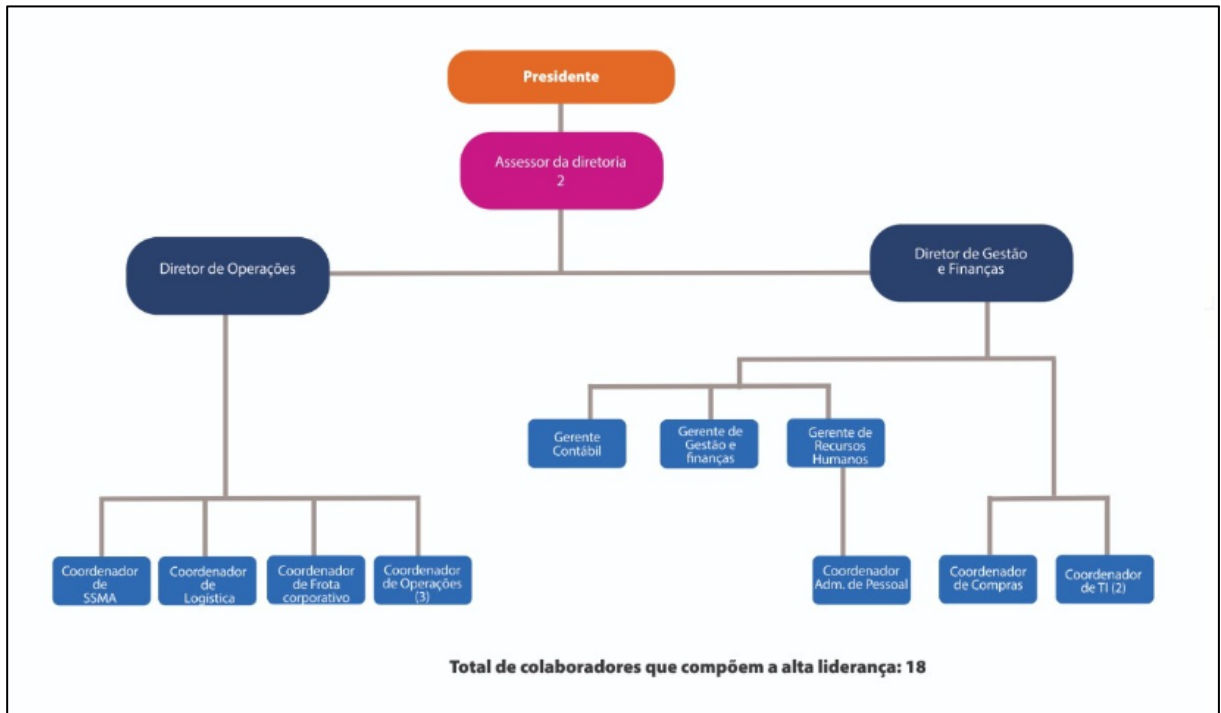 Presidente
Assessor da diretoria
2
Diretor de Operações
Diretor de Gestão
e Finanças
Gerente
Contábil
Gerente de
Gestão e
finanças
Gerente de
Recursos
Humanos
Coordenador
de
SSMA
Coordenador
de
Logística
Coordenador
de Frota
corporativo
Coordenador
de Operações
(3)
Coordenador
Adm. de Pessoal
Coordenador
de Compras
Coordenador
de TI (2)
Total de colaboradores que compõem a alta liderança: 18